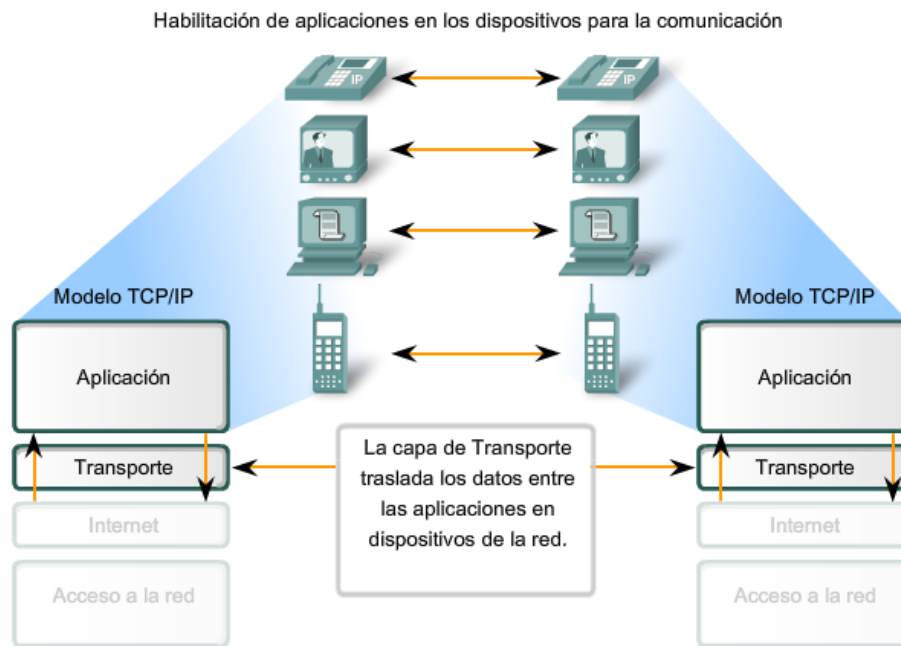 Habilitación de aplicaciones en los dispositivos para la comunicación
IP
IP
Modelo TCP/IP
Modelo TCP/IP
Aplicación
Aplicación
La capa de Transporte
traslada los datos entre
las aplicaciones en
dispositivos de la red.
Transporte
Transporte
Internet
Internet
Acceso a la red
Acceso a la red